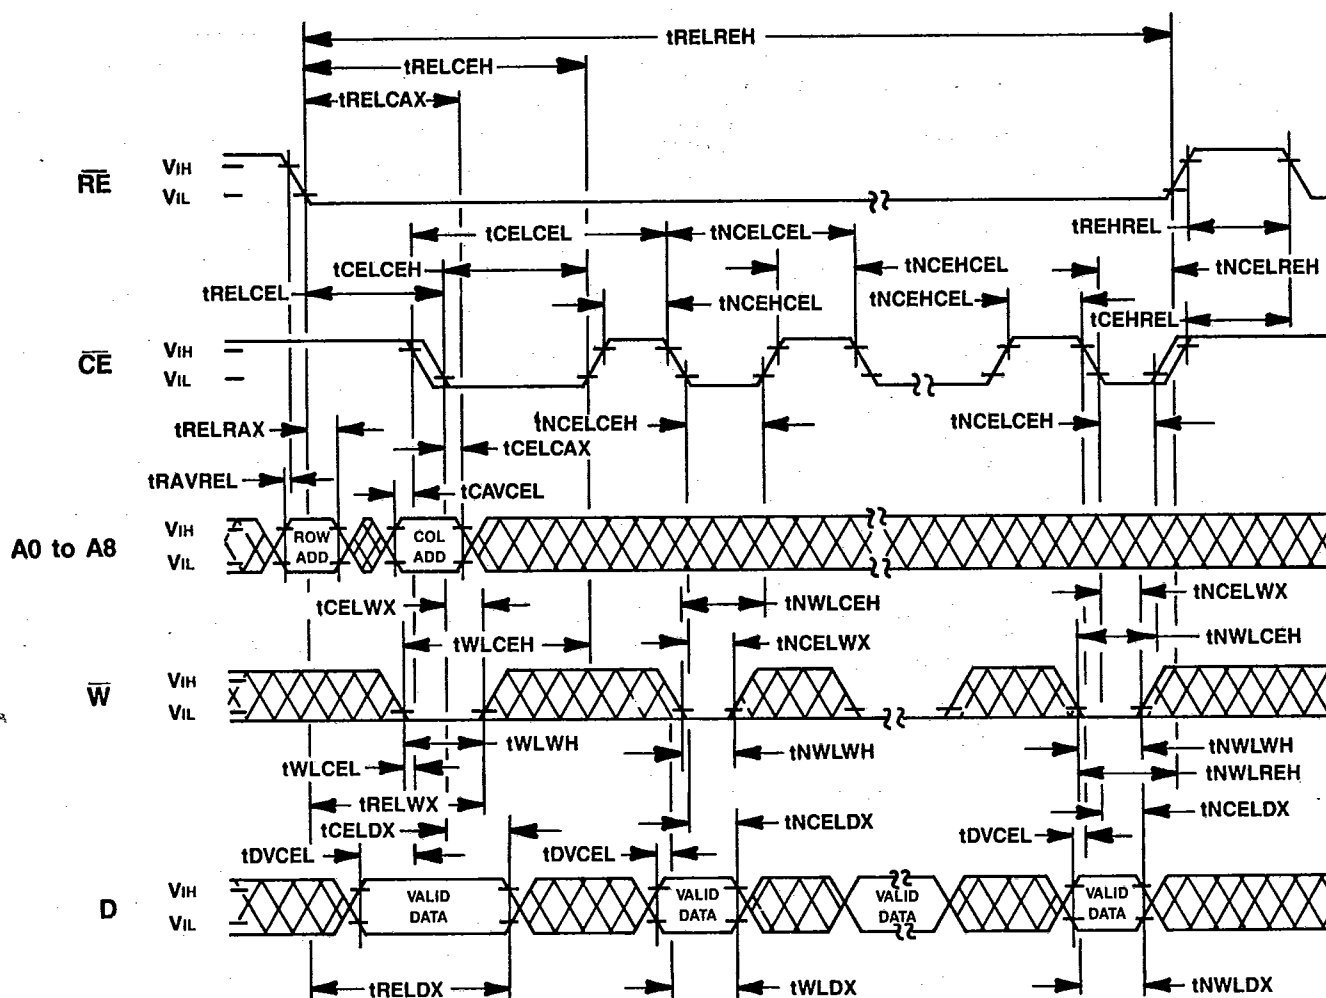 tRELREH
tRELCEH
tRELCAX
RE
VIH
VIL
tREHREL
tCELCEL
tNCELCEL
tCELCEH
tNCEHCEL
tNCEHCEL
tNCELREH
tRELCEL
tNCEHCEL
tCEHREL
CE
VIH
VIL
tRELRAX
tNCELCEH
tNCELCEH
tCELCAX
tRAVREL
tCAVCEL
A0 to A8
VIH
VIL
ROW
ADD
COL
ADD
tCELWX
tNWLCEH
tNCELWX
tWLCEH
tNCELWX
tNWLCEH
W
VIH
VIL
tWLWH
tNWLWH
tNWLWH
tWLCEL
tNWLREH
tRELWX
tNCELDX
tCELDX
tNCELDX
tDVCEL
tDVCEL
tDVCEL
D
VIH
VIL
VALID
DATA
VALID
DATA
VALID
DATA
VALID
DATA
tRELDX
tWLDX
tNWLDX